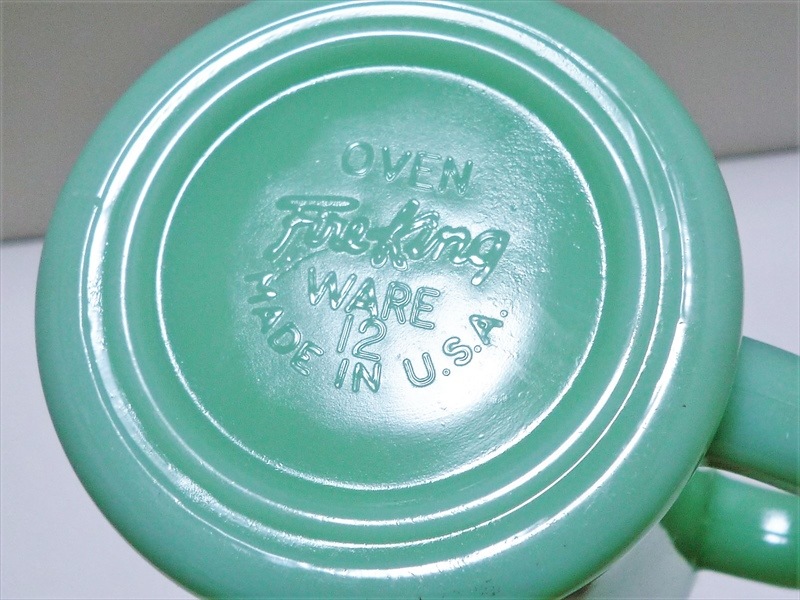 OVEN
Fire-King
WARE
12
MADE IN U.S.A.